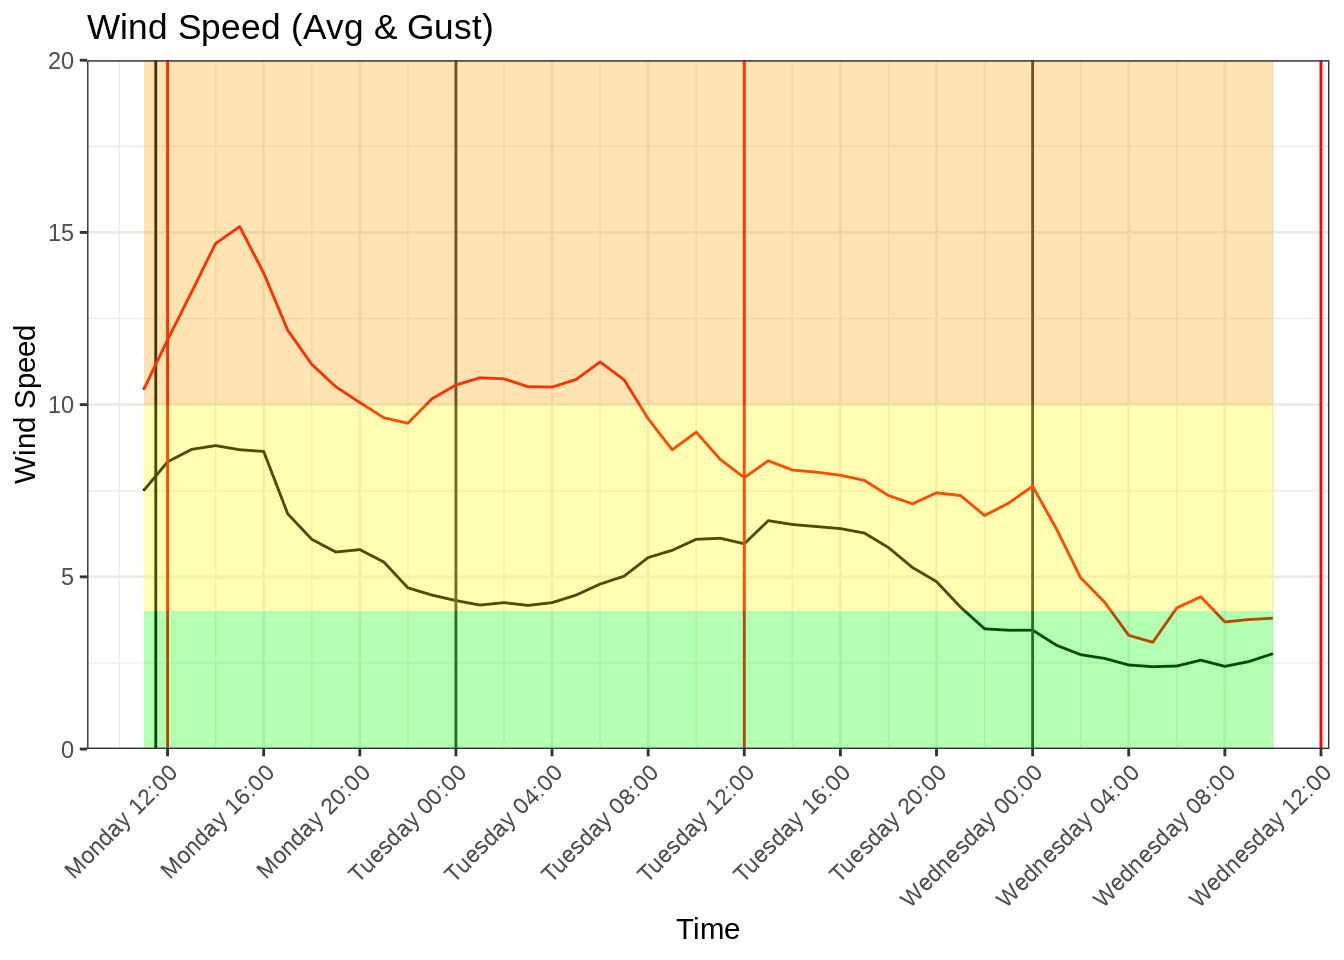 Wind Speed (Avg & Gust)
20
15
10
5
0
Wind Speed
Monday 12:00
Monday 16:00
Monday 20:00
Tuesday 00:00
Tuesday 04:00
Tuesday 08:00
Tuesday 12:00
Tuesday 16:00
Tuesday 20:00
Wednesday 00:00
Wednesday 04:00
Wednesday 08:00
Wednesday 12:00
Time